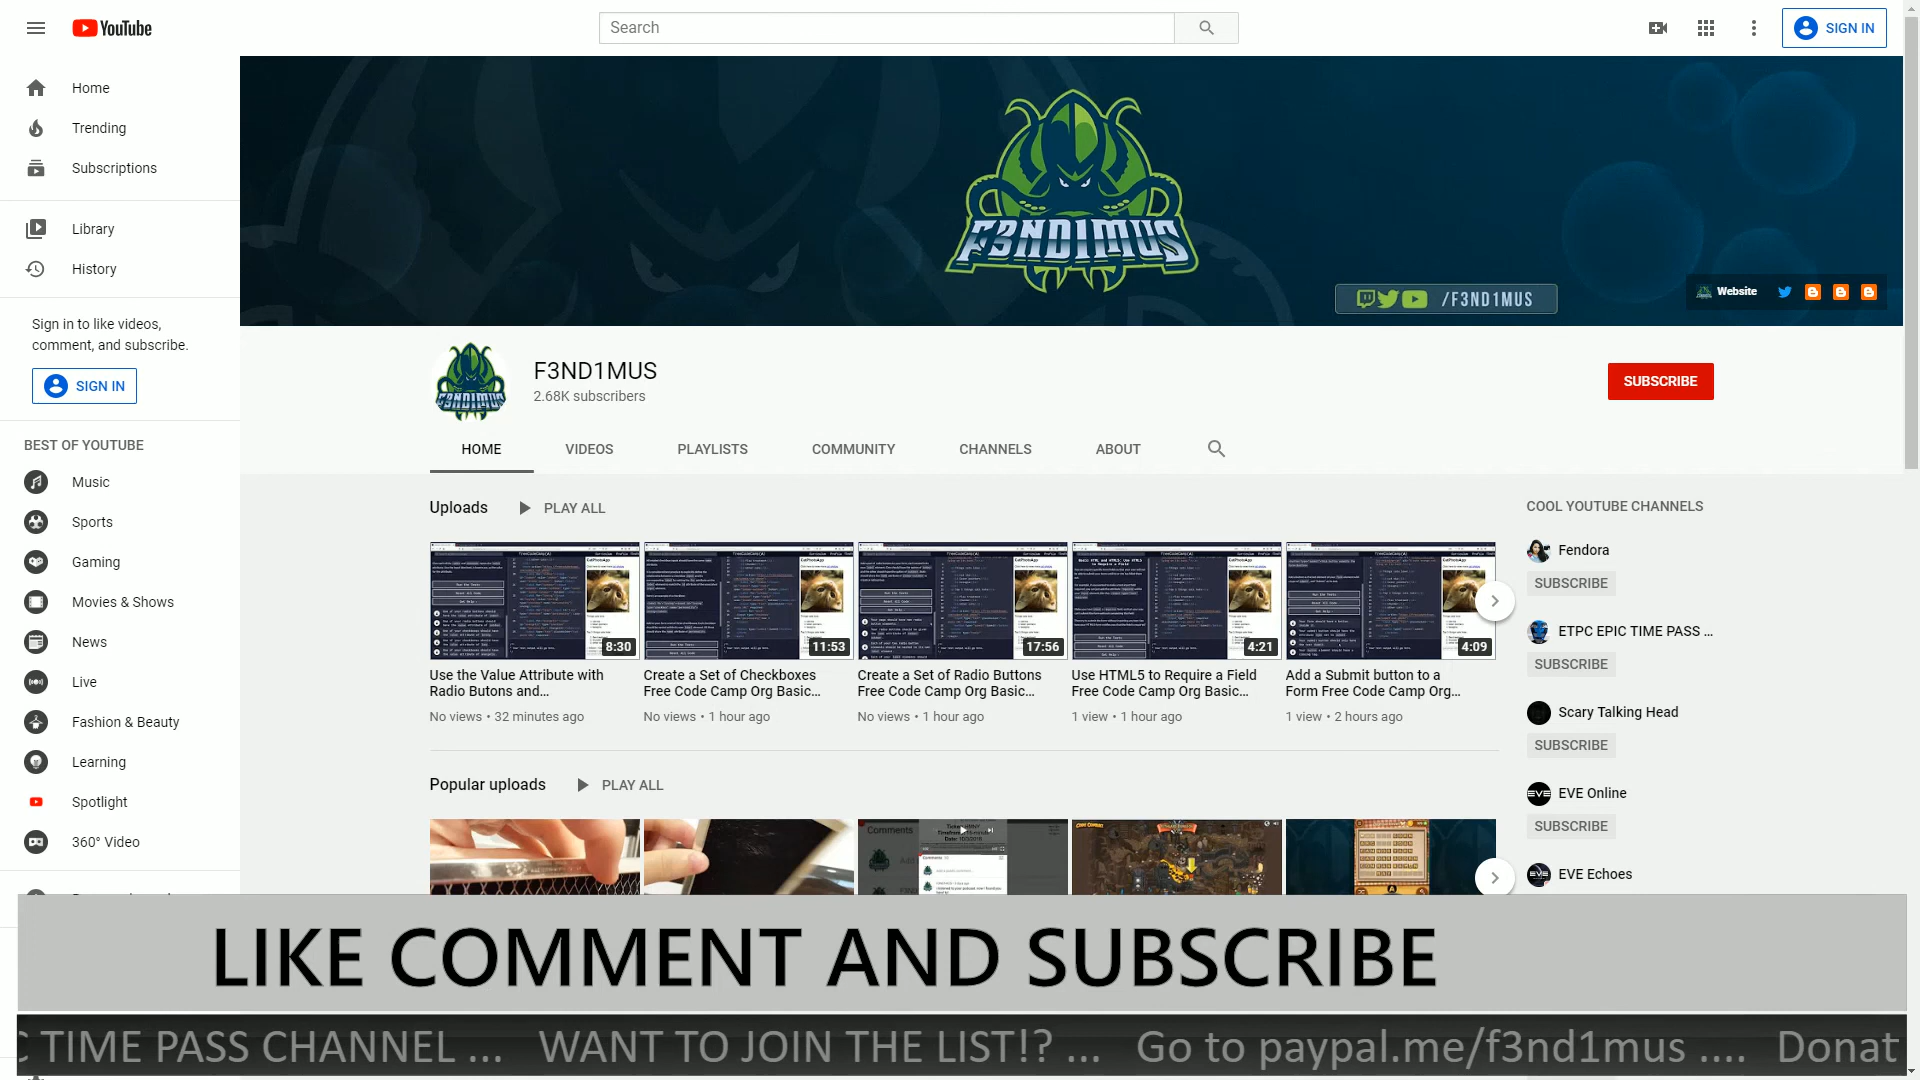 YouTube
Search
SIGN IN
Home
Trending
Subscriptions
Library
History
Sign in to like videos,
comment, and subscribe.
SIGN IN
BEST OF YOUTUBE
Music
Sports
Gaming
Movies & Shows
News
Live
Fashion & Beauty
Learning
Spotlight
360° Video
F3ND1MUS
/F3ND1MUS
Website
F3ND1MUS
2.68K subscribers
SUBSCRIBE
HOME
VIDEOS
PLAYLISTS
COMMUNITY
CHANNELS
ABOUT
Uploads
PLAY ALL
8:30
Use the Value Attribute with
Radio Butons and...
No views • 32 minutes ago
11:53
Create a Set of Checkboxes
Free Code Camp Org Basic...
No views • 1 hour ago
17:56
Create a Set of Radio Buttons
Free Code Camp Org Basic...
No views • 1 hour ago
4:21
Use HTML5 to Require a Field
Free Code Camp Org Basic...
1 view • 1 hour ago
4:09
Add a Submit button to a
Form Free Code Camp Org...
1 view • 2 hours ago
Popular uploads
PLAY ALL
Comments
COOL YOUTUBE CHANNELS
Fendora
SUBSCRIBE
ETPC EPIC TIME PASS ...
SUBSCRIBE
Scary Talking Head
SUBSCRIBE
EVE Online
SUBSCRIBE
EVE Echoes
LIKE COMMENT AND SUBSCRIBE
C TIME PASS CHANNEL ... WANT TO JOIN THE LIST!? ... Go to paypal.me/f3nd1mus .... Donat